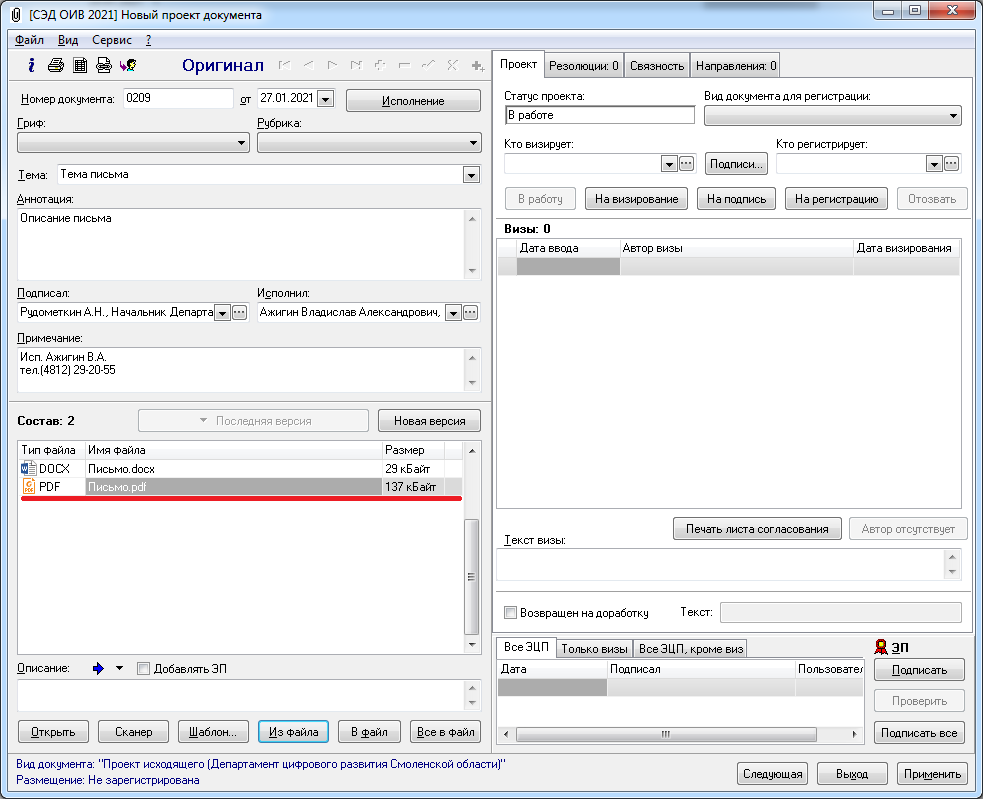 [СЭД ОИВ 2021] Новый проект документа
Файл Вид Сервис ?
Оригинал
Номер документа: 0209 от 27.01.2021 Исполнение
Гриф: Рубрика:
Тема: Тема письма
Аннотация:
Описание письма
Подписал: Исполнил:
Рудометкин А.Н., Начальник Департа Ажигин Владислав Александрович,
Примечание:
Исп. Ажигин В.А.
тел.(4812) 29-20-55
Состав: 2 Последняя версия Новая версия
Тип файла Имя файла Размер
DOCX Письмо.docx 29 кБайт
PDF Письмо.pdf 137 кБайт
Описание: Добавлять ЭП
Открыть Сканер Шаблон... Из файла В файл Все в файл
Проект Резолюции: 0 Связность Направления: 0
Статус проекта: Вид документа для регистрации:
В работе
Кто визирует: Кто регистрирует:
Подписи...
В работу На визирование На подпись На регистрацию Отозвать
Визы: 0
Дата ввода Автор визы Дата визирования
Печать листа согласования Автор отсутствует
Текст визы:
Возвращен на доработку Текст:
Все ЭЦП Только визы Все ЭЦП, кроме виз ЭП
Дата Подписал Пользовател
Подписать
Проверить
Подписать все
Вид документа: "Проект исходящего (Департамент цифрового развития Смоленской области)"
Размещение: Не зарегистрирована
Следующая Выход Применить